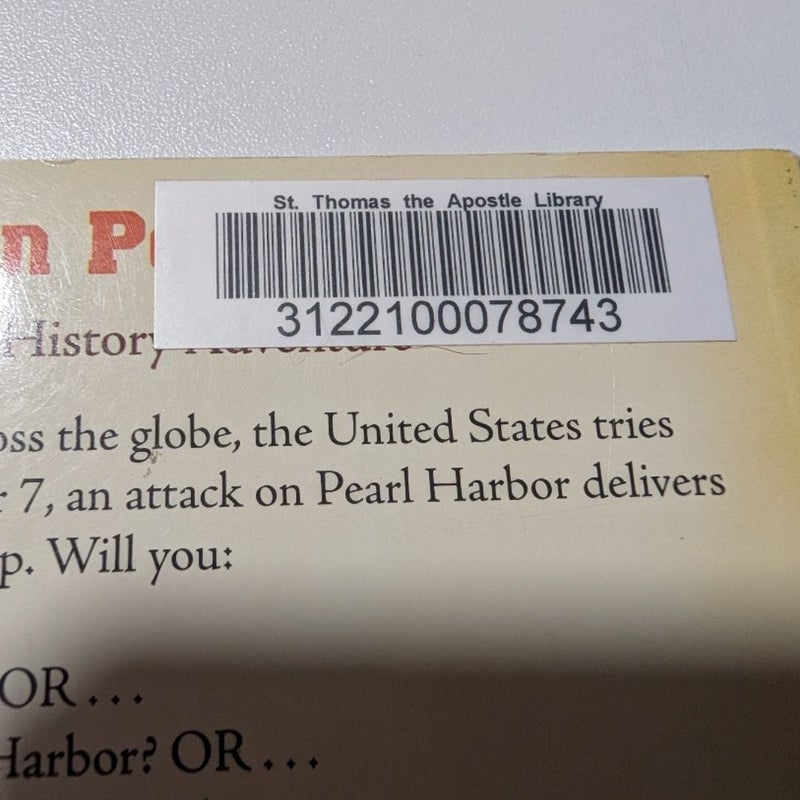 St. Thomas the Apostle Library
n P
3122100078743
History Adventure
oss the globe, the United States tries
r 7, an attack on Pearl Harbor delivers
p. Will you:
OR . . .
Harbor? OR . . .